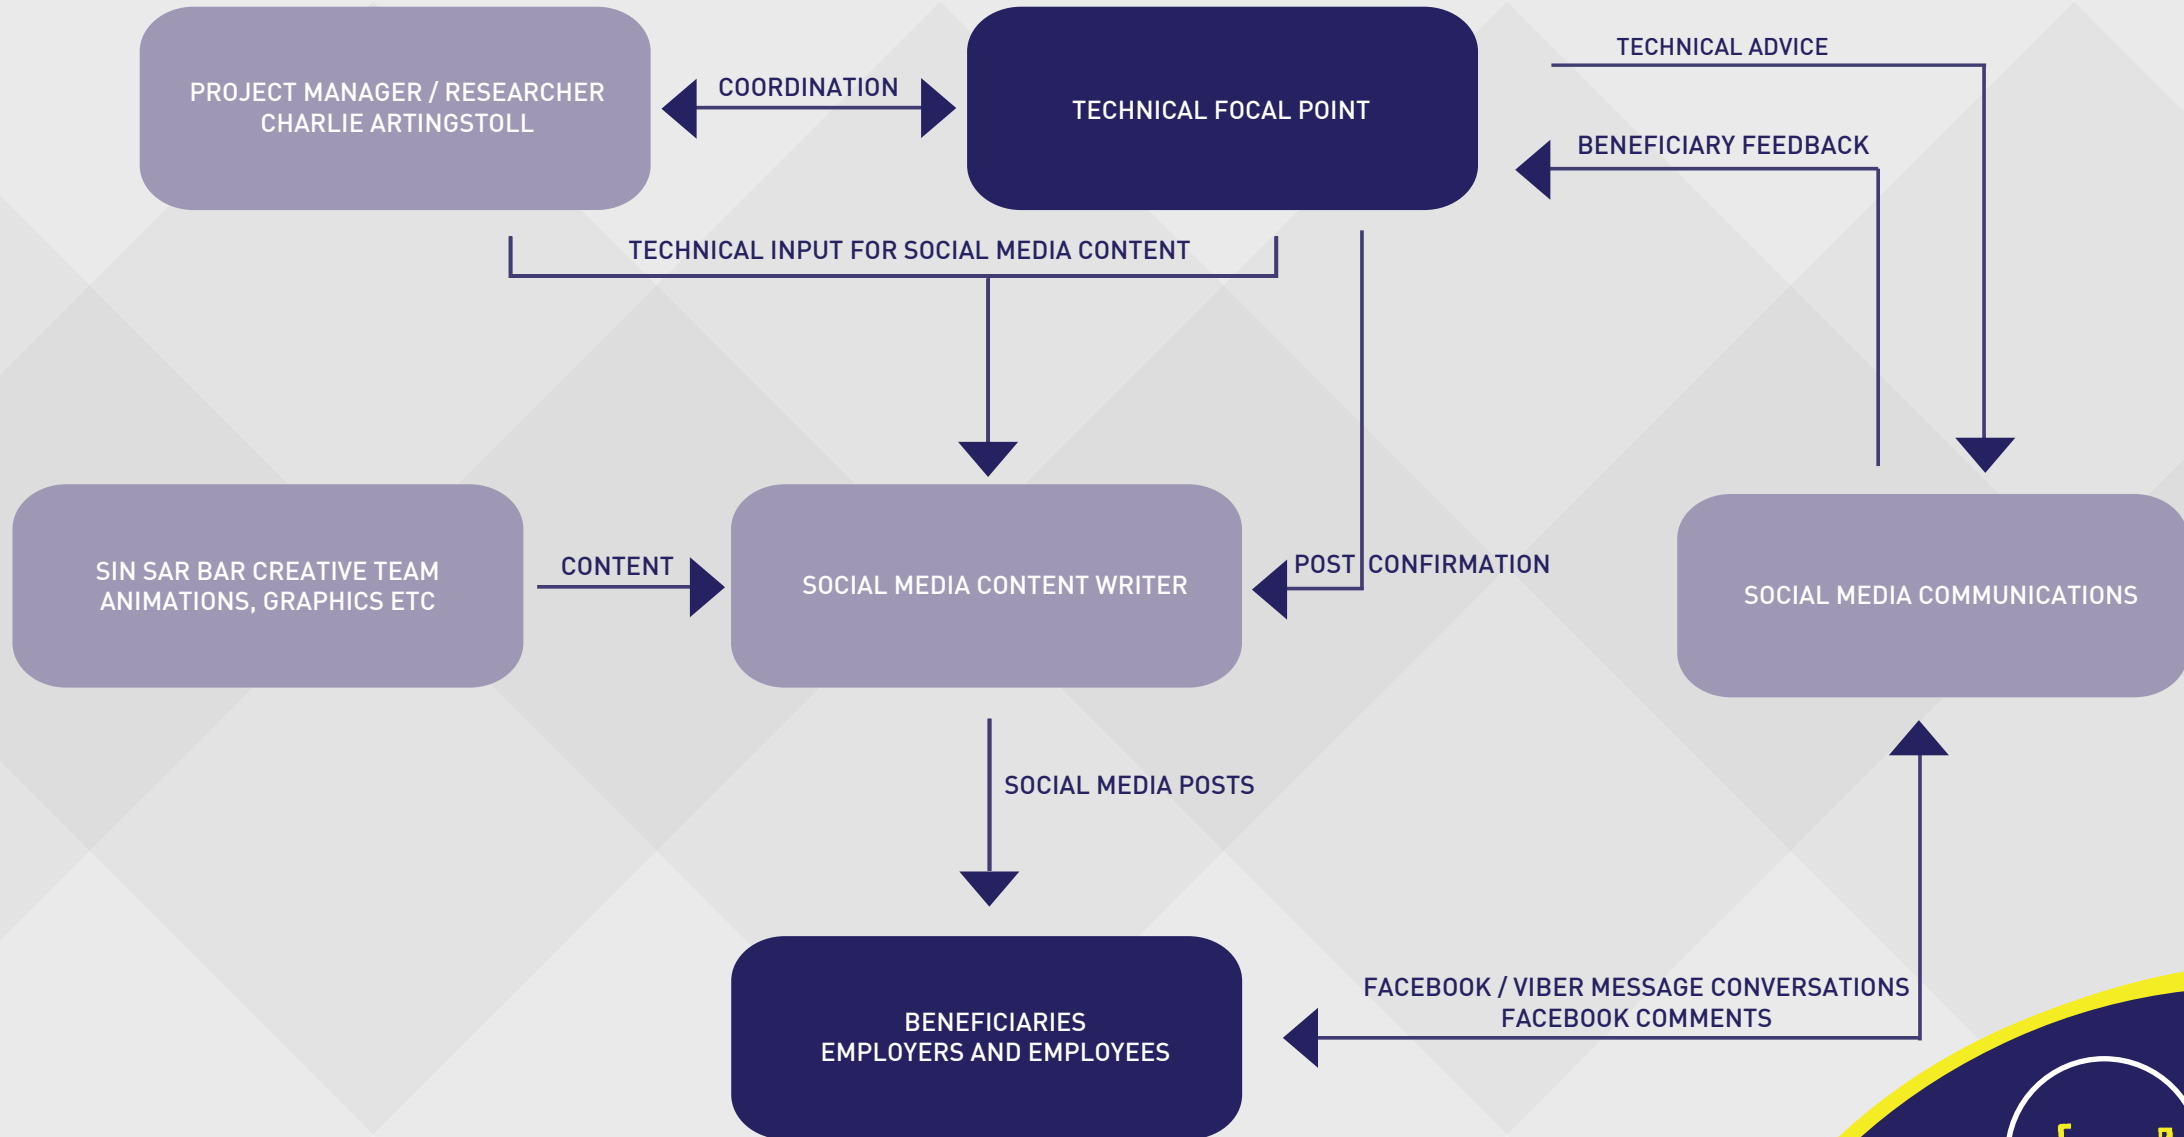 TECHNICAL ADVICE
PROJECT MANAGER / RESEARCHER
CHARLIE ARTINGSTOLL
COORDINATION
TECHNICAL FOCAL POINT
BENEFICIARY FEEDBACK
TECHNICAL INPUT FOR SOCIAL MEDIA CONTENT
SIN SAR BAR CREATIVE TEAM
ANIMATIONS, GRAPHICS ETC
CONTENT
SOCIAL MEDIA CONTENT WRITER
POST CONFIRMATION
SOCIAL MEDIA COMMUNICATIONS
SOCIAL MEDIA POSTS
BENEFICIARIES
EMPLOYERS AND EMPLOYEES
FACEBOOK / VIBER MESSAGE CONVERSATIONS
FACEBOOK COMMENTS